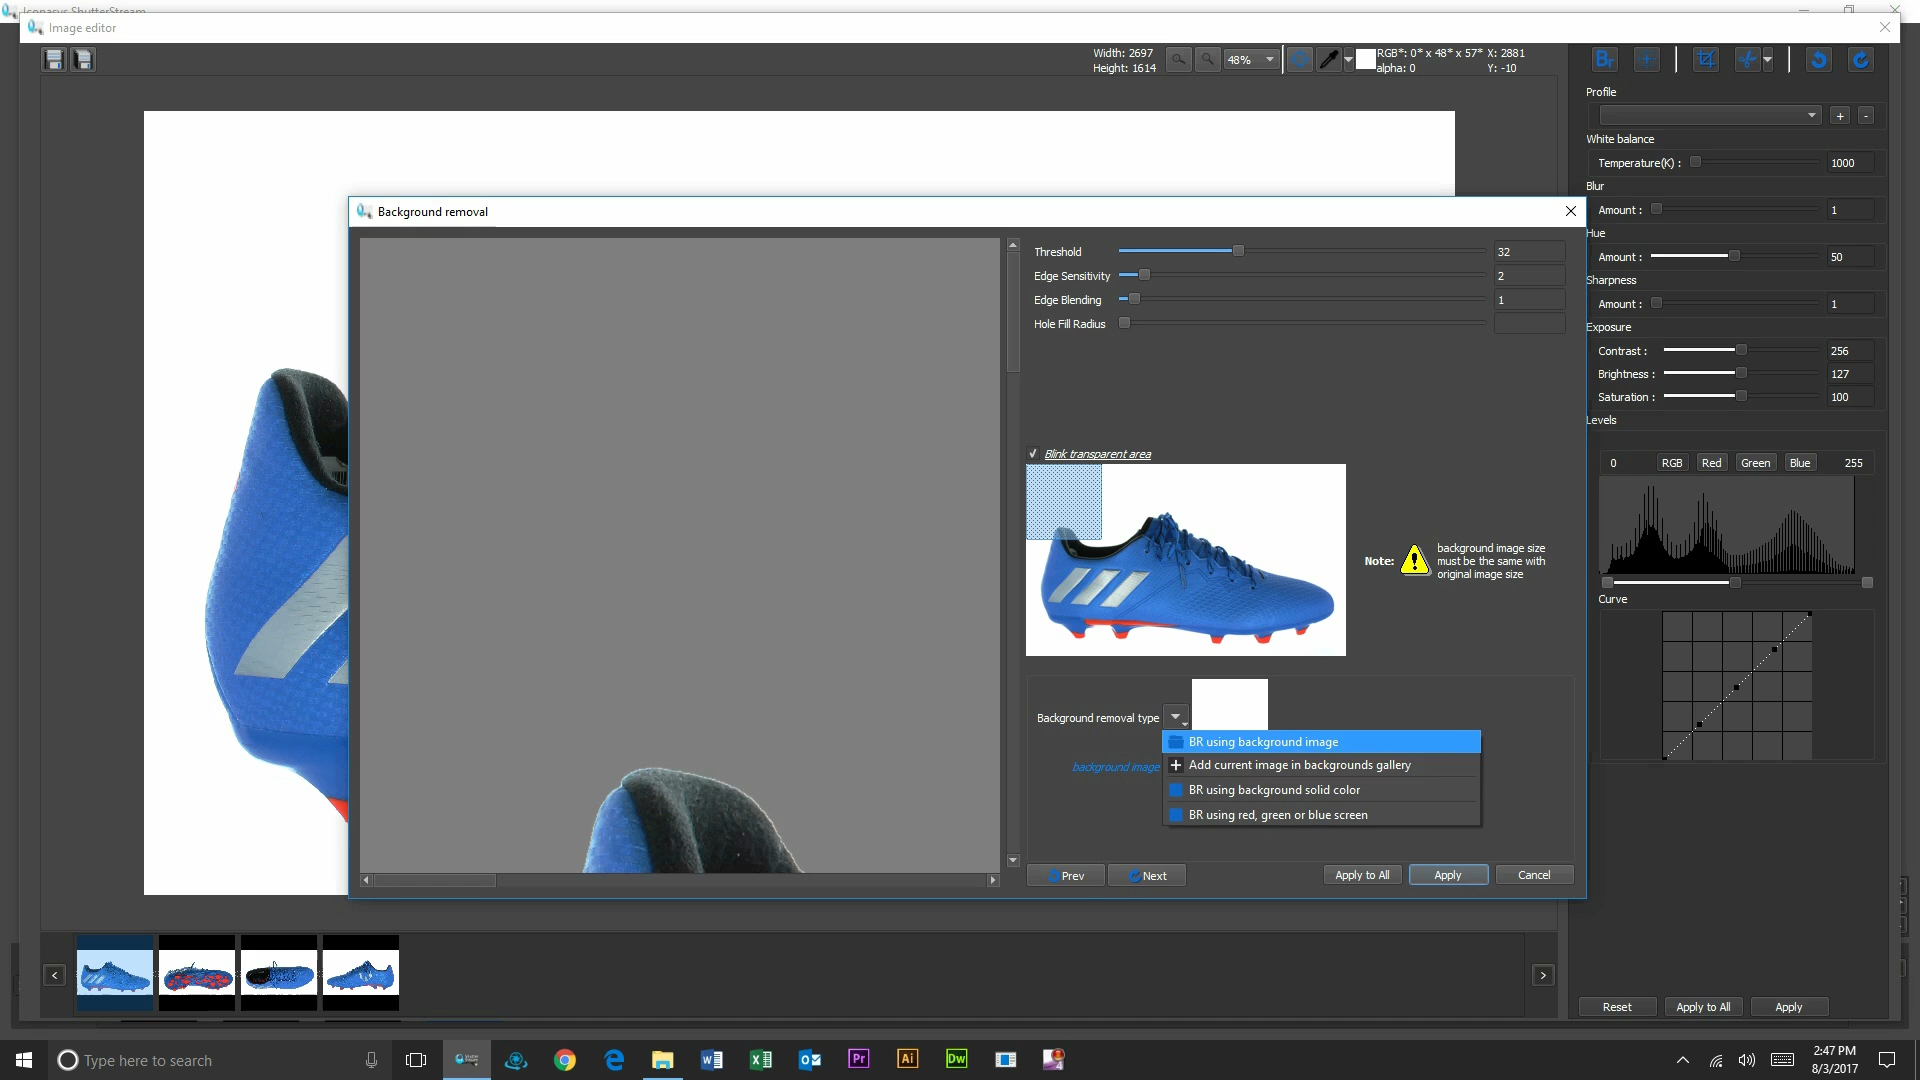 Iconasys ShutterStream
Image editor
Width: 2697
Height: 1614
48%
RGB*: 0* x 48* x 57* X: 2881
alpha: 0 Y: -10
Br
Profile
+ -
White balance
Temperature(K) : 1000
Blur
Amount : 1
Hue
Amount : 50
Sharpness
Amount : 1
Exposure
Contrast : 256
Brightness : 127
Saturation : 100
Levels
0 RGB Red Green Blue 255
Curve
Reset Apply to All Apply
Background removal
Threshold 32
Edge Sensitivity 2
Edge Blending 1
Hole Fill Radius
Blink transparent area
Note:
background image size
must be the same with
original image size
Background removal type
background image
BR using background image
Add current image in backgrounds gallery
BR using background solid color
BR using red, green or blue screen
Prev Next Apply to All Apply Cancel
< >
Type here to search
Pr Ai Dw
2:47 PM
8/3/2017